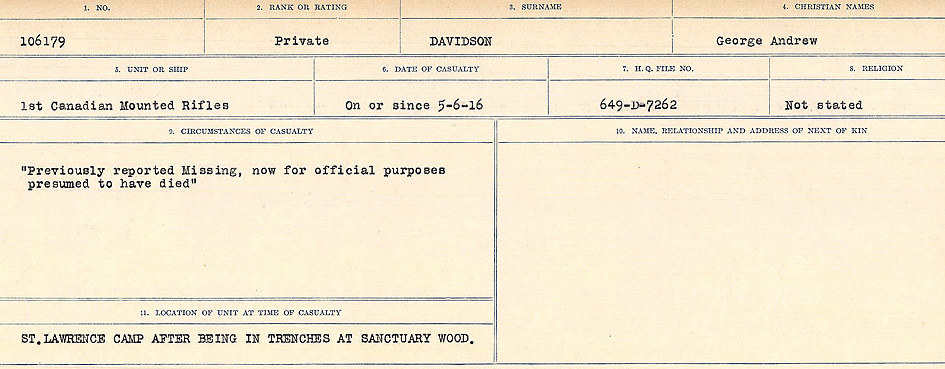 1. NO.
2. RANK OR RATING
3. SURNAME
4. CHRISTIAN NAMES
106179
Private
DAVIDSON
George Andrew
5. UNIT OR SHIP
6. DATE OF CASUALTY
7. H.Q. FILE NO.
8. RELIGION
1st Canadian Mounted Rifles
On or since 5-6-16
649-D-7262
Not stated
9. CIRCUMSTANCES OF CASUALTY
10. NAME, RELATIONSHIP AND ADDRESS OF NEXT OF KIN
"Previously reported Missing, now for official purposes
presumed to have died"
11. LOCATION OF UNIT AT TIME OF CASUALTY
ST.LAWRENCE CAMP AFTER BEING IN TRENCHES AT SANCTUARY WOOD.